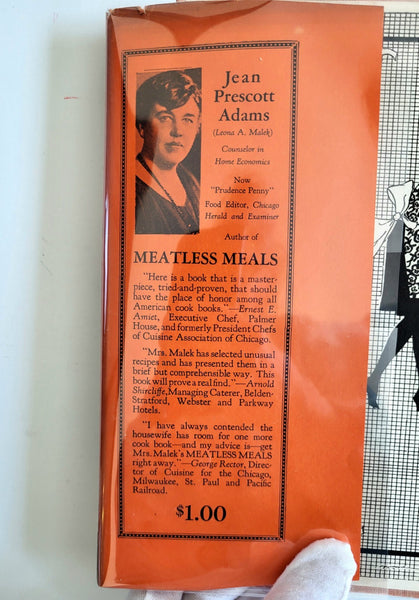 Jean
Prescott
Adams
(Leona A. Malek)
Counselor in
Home Economics
Now
"Prudence Penny"
Food Editor, Chicago
Herald and Examiner
Author of
MEATLESS MEALS
"Here is a book that is a master-
piece, tried-and-proven, that should
have the place of honor among all
American cook books."—Ernest E.
Amiet, Executive Chef, Palmer
House, and formerly President Chefs
of Cuisine Association of Chicago.
"Mrs. Malek has selected unusual
recipes and has presented them in a
brief but comprehensible way. This
book will prove a real find."—Arnold
Shircliffe, Managing Caterer, Belden-
Stratford, Webster and Parkway
Hotels.
"I have always contended the
housewife has room for one more
cook book—and my advice is—get
Mrs. Malek's MEATLESS MEALS
right away."—George Rector, Direc-
tor of Cuisine for the Chicago,
Milwaukee, St. Paul and Pacific
Railroad.
$1.00